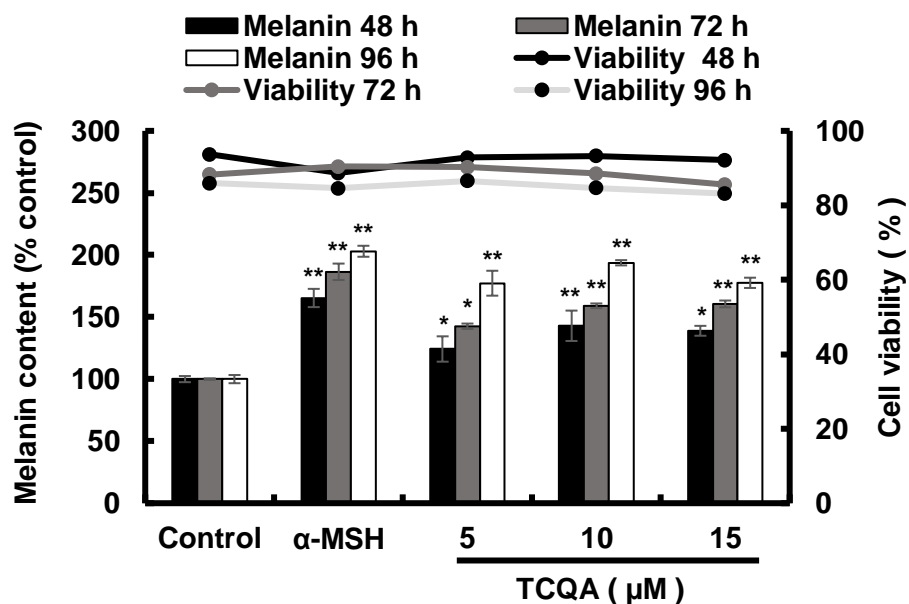 Melanin 48 h Melanin 72 h
Melanin 96 h Viability 48 h
Viability 72 h Viability 96 h
Melanin content (% control)
300
250
200
150
100
50
0
** ** **
* * **
** ** **
* ** **
100
80
60
40
20
0
Cell viability ( % )
Control α-MSH 5 10 15
TCQA ( µM )